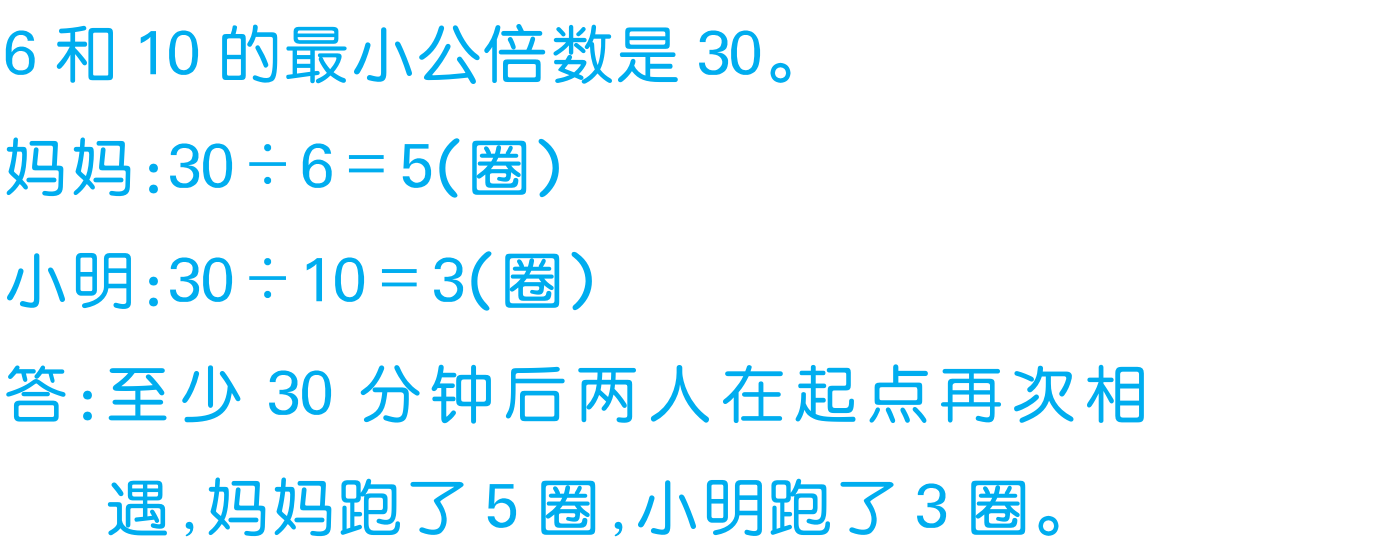 6 和 10 的最小公倍数是 30。
妈妈:30÷6=5(圈)
小明:30÷10=3(圈)
答:至少 30 分钟后两人在起点再次相
遇,妈妈跑了 5 圈,小明跑了 3 圈。